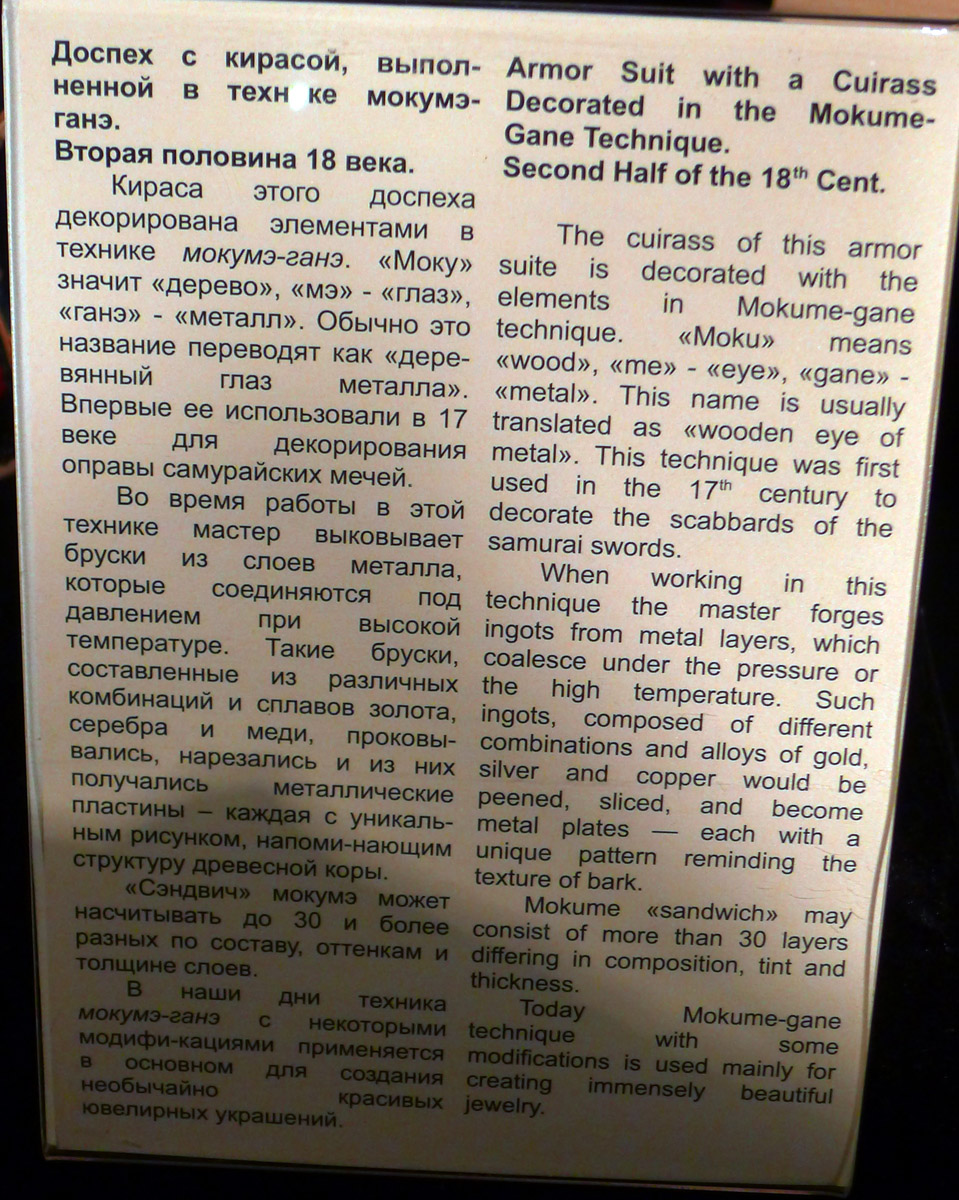 Доспех с кирасой, выпол-
ненной в техн ке мокумэ-
ганэ.
Вторая половина 18 века.
Кираса этого доспеха
декорирована элементами в
технике мокумэ-ганэ. «Моку»
значит «дерево», «мэ» - «глаз»,
«ганэ» - «металл». Обычно это
название переводят как «дере-
вянный глаз металла».
Впервые ее использовали в 17
веке для декорирования
оправы самурайских мечей.
Во время работы в этой
технике мастер выковывает
бруски из слоев металла,
которые соединяются под
давлением при высокой
температуре. Такие бруски,
составленные из различных
комбинаций и сплавов золота,
серебра и меди, проковы-
вались, нарезались и из них
получались металлические
пластины – каждая с уникаль-
ным рисунком, напоми-нающим
структуру древесной коры.
«Сэндвич» мокумэ может
насчитывать до 30 и более
разных по составу, оттенкам и
толщине слоев.
В наши дни техника
мокумэ-ганэ с некоторыми
модифи-кациями применяется
в основном для создания
необычайно красивых
ювелирных украшений.
Armor Suit with a Cuirass
Decorated in the Mokume-
Gane Technique.
Second Half of the 18th Cent.
The cuirass of this armor
suite is decorated with the
elements in Mokume-gane
technique. «Moku» means
«wood», «me» - «eye», «gane» -
«metal». This name is usually
translated as «wooden eye of
metal». This technique was first
used in the 17th century to
decorate the scabbards of the
samurai swords.
When working in this
technique the master forges
ingots from metal layers, which
coalesce under the pressure or
the high temperature. Such
ingots, composed of different
combinations and alloys of gold,
silver and copper would be
peened, sliced, and become
metal plates — each with a
unique pattern reminding the
texture of bark.
Mokume «sandwich» may
consist of more than 30 layers
differing in composition, tint and
thickness.
Today Mokume-gane
technique with some
modifications is used mainly for
creating immensely beautiful
jewelry.